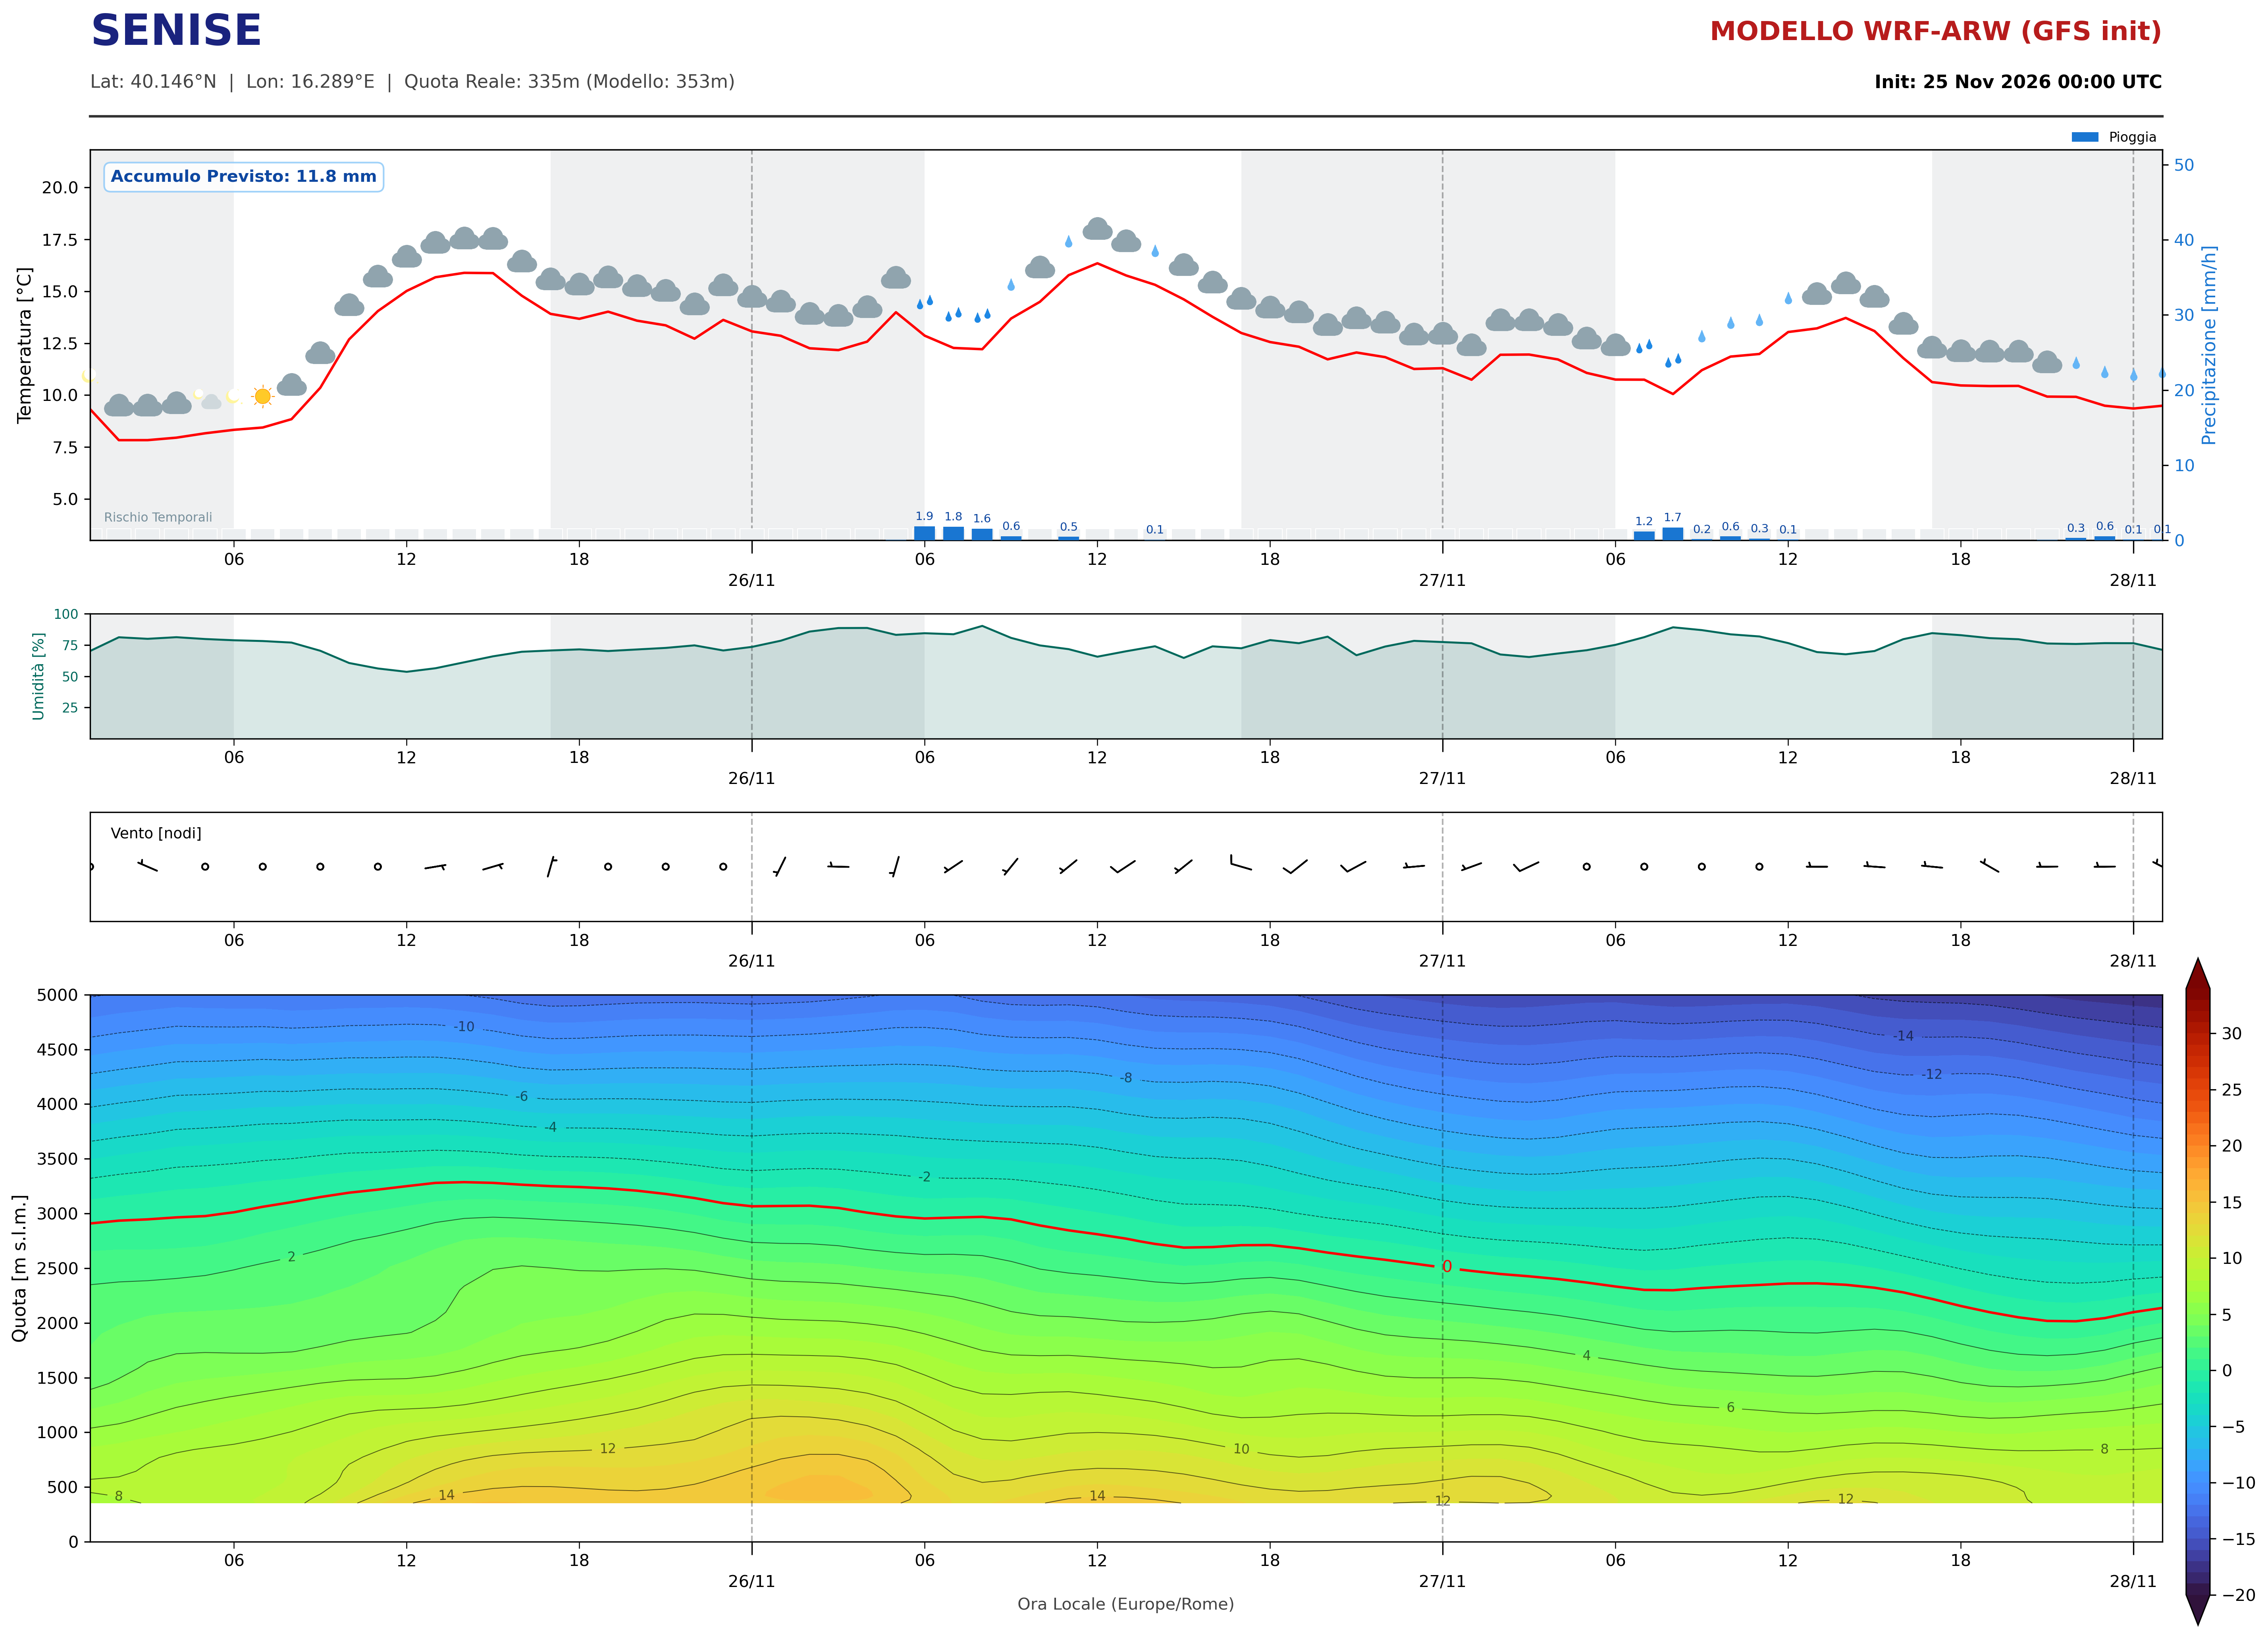 SENISE
MODELLO WRF-ARW (GFS init)
Lat: 40.146°N | Lon: 16.289°E | Quota Reale: 335m (Modello: 353m)
Init: 25 Nov 2026 00:00 UTC
Pioggia
Accumulo Previsto: 11.8 mm
Temperatura [°C]
20.0
17.5
15.0
12.5
10.0
7.5
5.0
Precipitazione [mm/h]
50
40
30
20
10
0
Rischio Temporali
1.9 1.8 1.6 0.6 0.5 0.1 1.2 1.7 0.2 0.6 0.3 0.1 0.3 0.6 0.1 0.1
06 12 18 06 12 18 06 12 18
26/11 27/11 28/11
Umidità [%]
100
75
50
25
06 12 18 06 12 18 06 12 18
26/11 27/11 28/11
Vento [nodi]
06 12 18 06 12 18 06 12 18
26/11 27/11 28/11
Quota [m s.l.m.]
5000
4500
4000
3500
3000
2500
2000
1500
1000
500
0
-10
-14
-8
-12
-6
-4
-2
0
2
4
6
12
10
8
8
14
14
12
12
06 12 18 06 12 18 06 12 18
26/11 27/11 28/11
Ora Locale (Europe/Rome)
30
25
20
15
10
5
0
−5
−10
−15
−20